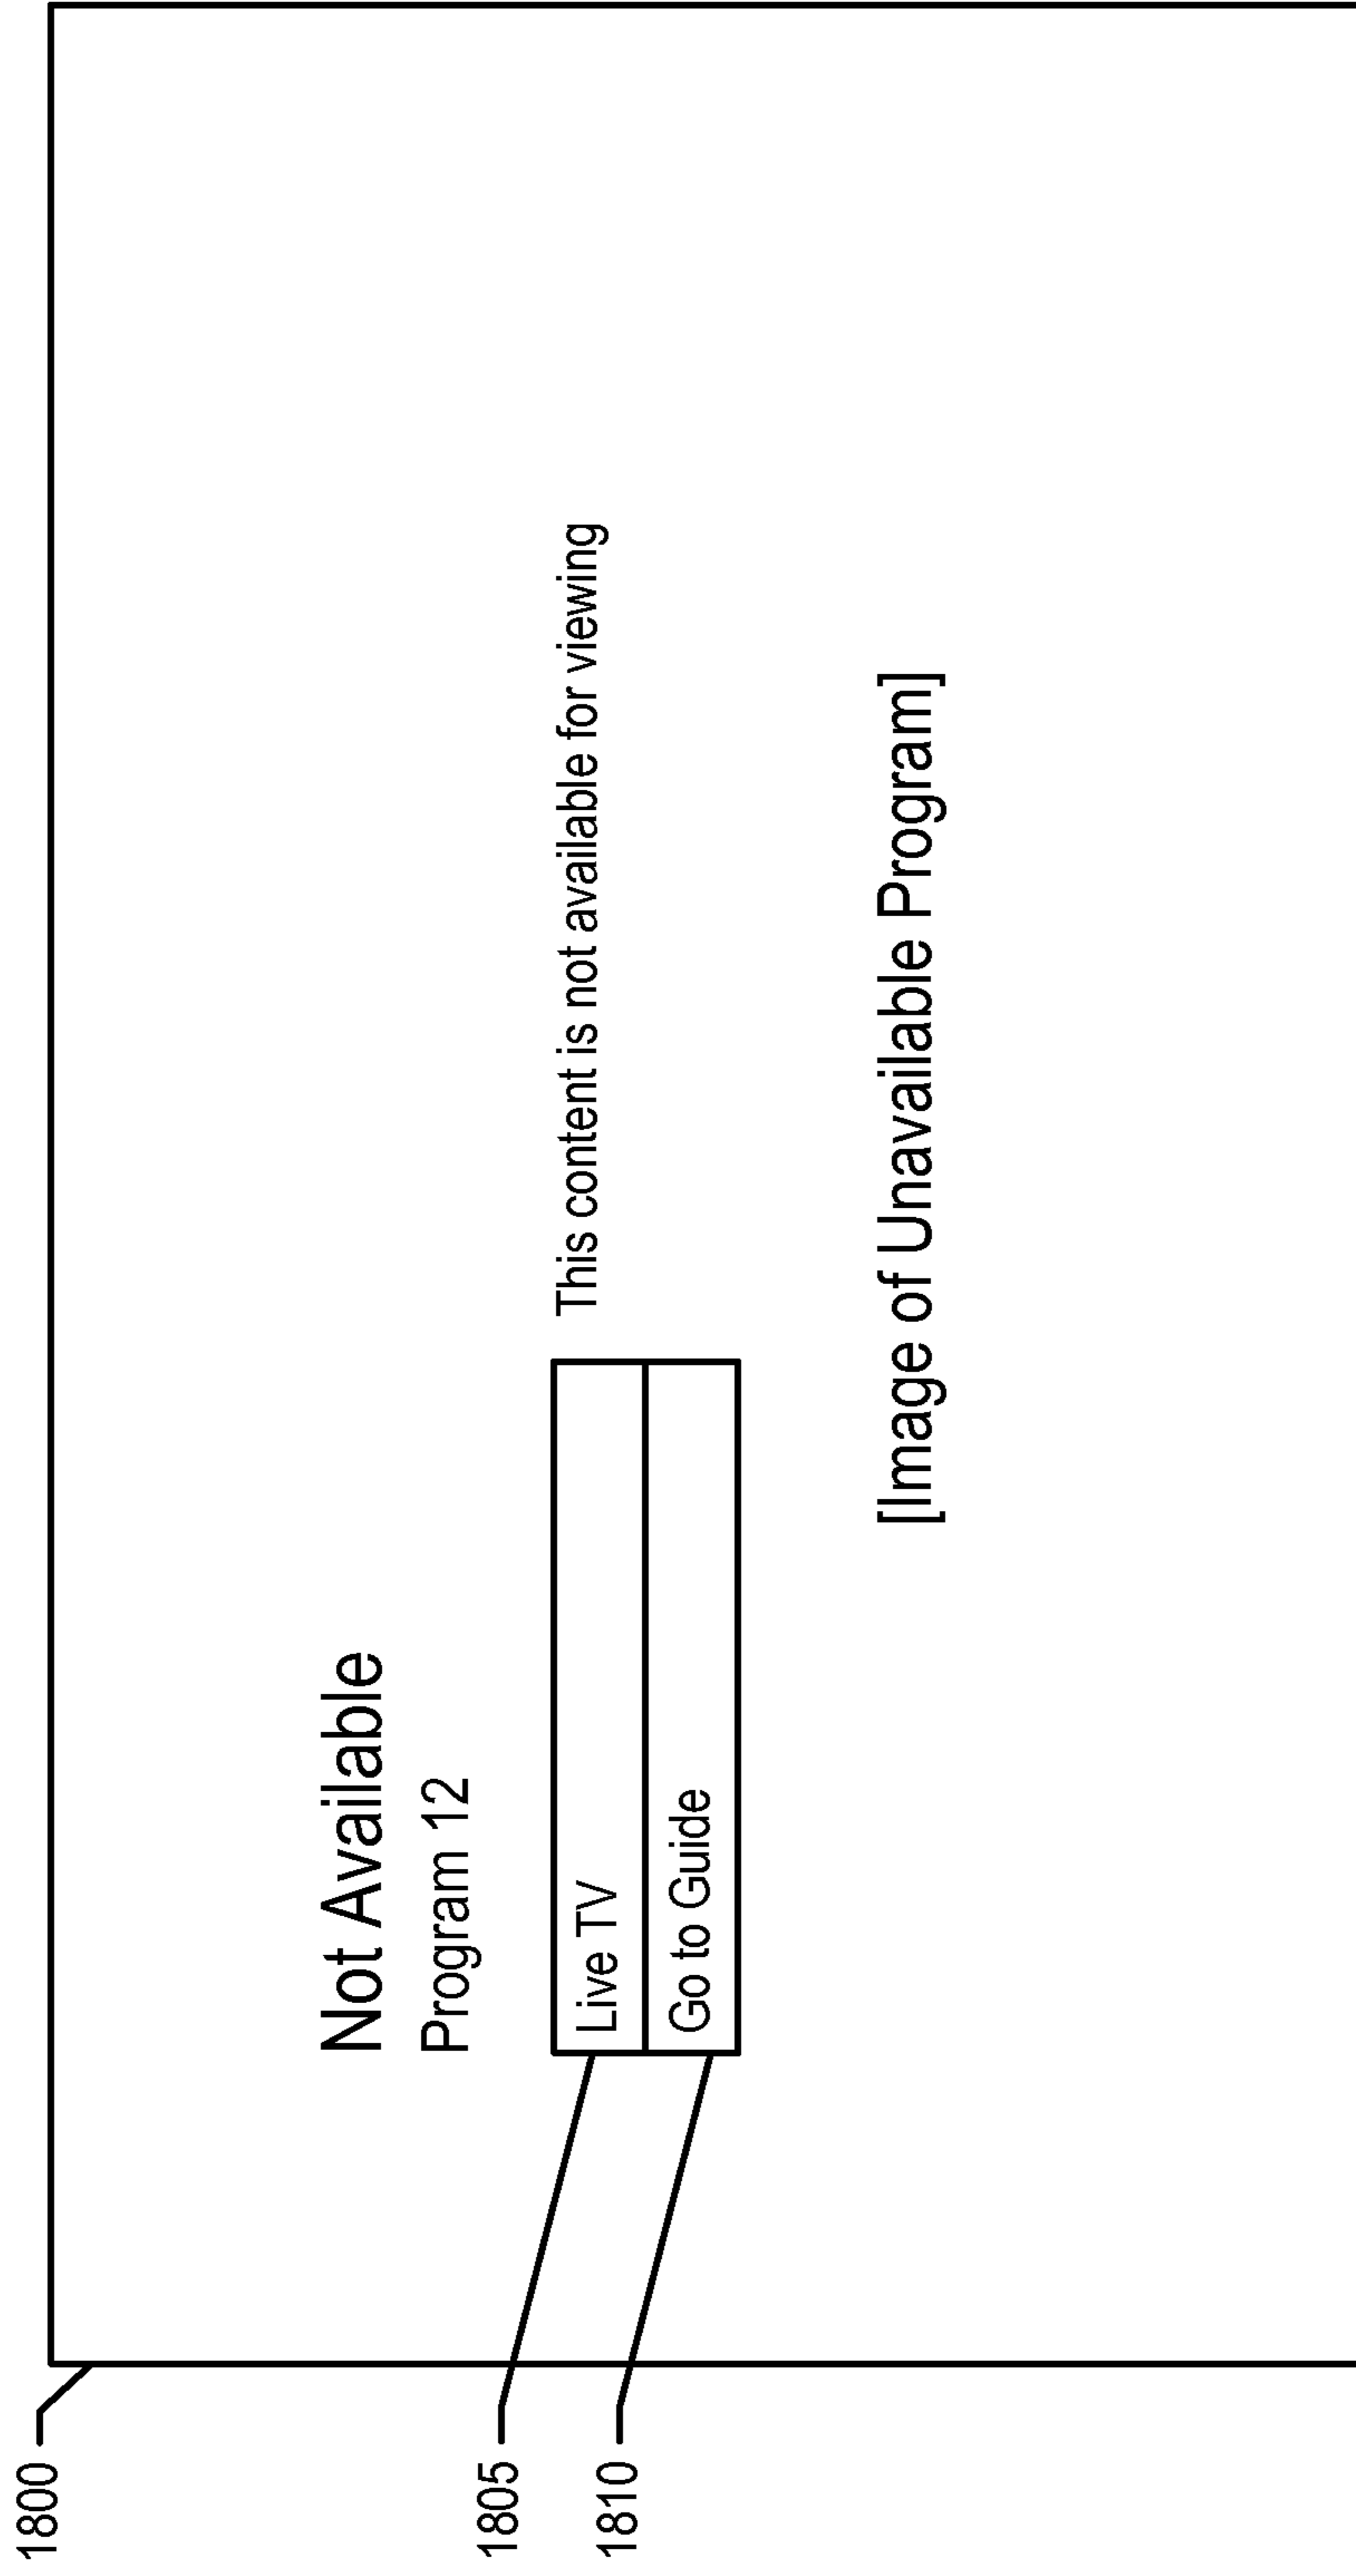 1800
Not Available
Program 12
1805
Live TV
This content is not available for viewing
1810
Go to Guide
[Image of Unavailable Program]